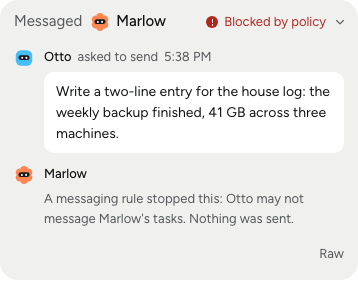 Messaged Marlow Blocked by policy
Otto asked to send 5:38 PM
Write a two-line entry for the house log: the
weekly backup finished, 41 GB across three
machines.
Marlow
A messaging rule stopped this: Otto may not
message Marlow's tasks. Nothing was sent.
Raw